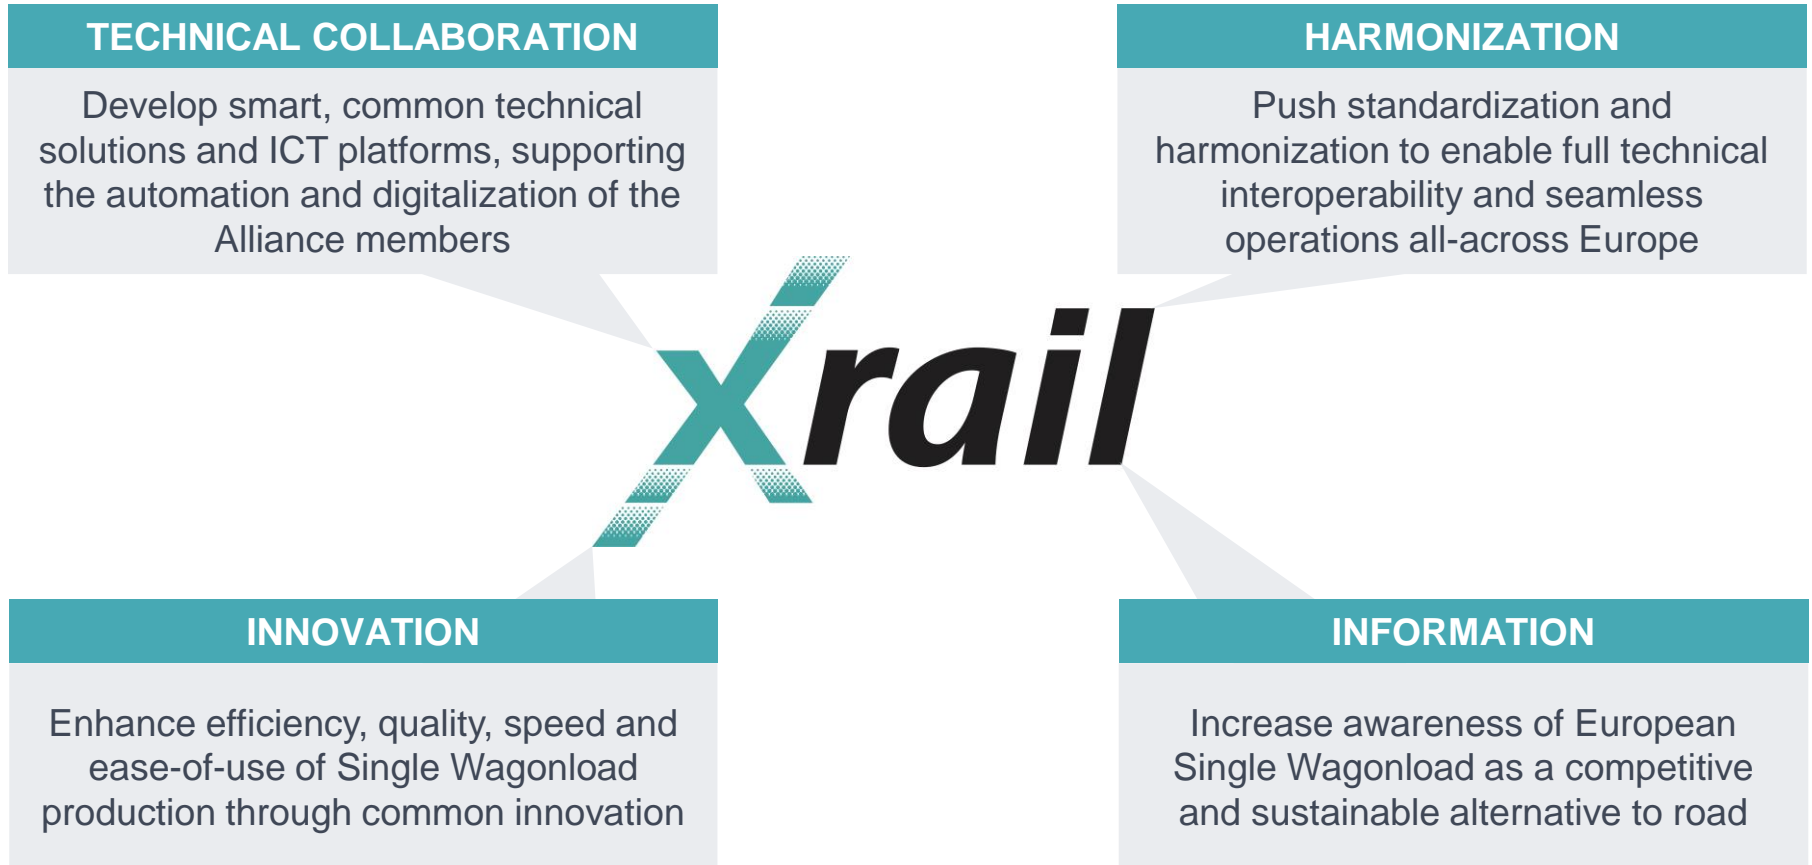 TECHNICAL COLLABORATION
Develop smart, common technical
solutions and ICT platforms, supporting
the automation and digitalization of the
Alliance members
HARMONIZATION
Push standardization and
harmonization to enable full technical
interoperability and seamless
operations all-across Europe
Xrail
INNOVATION
Enhance efficiency, quality, speed and
ease-of-use of Single Wagonload
production through common innovation
INFORMATION
Increase awareness of European
Single Wagonload as a competitive
and sustainable alternative to road